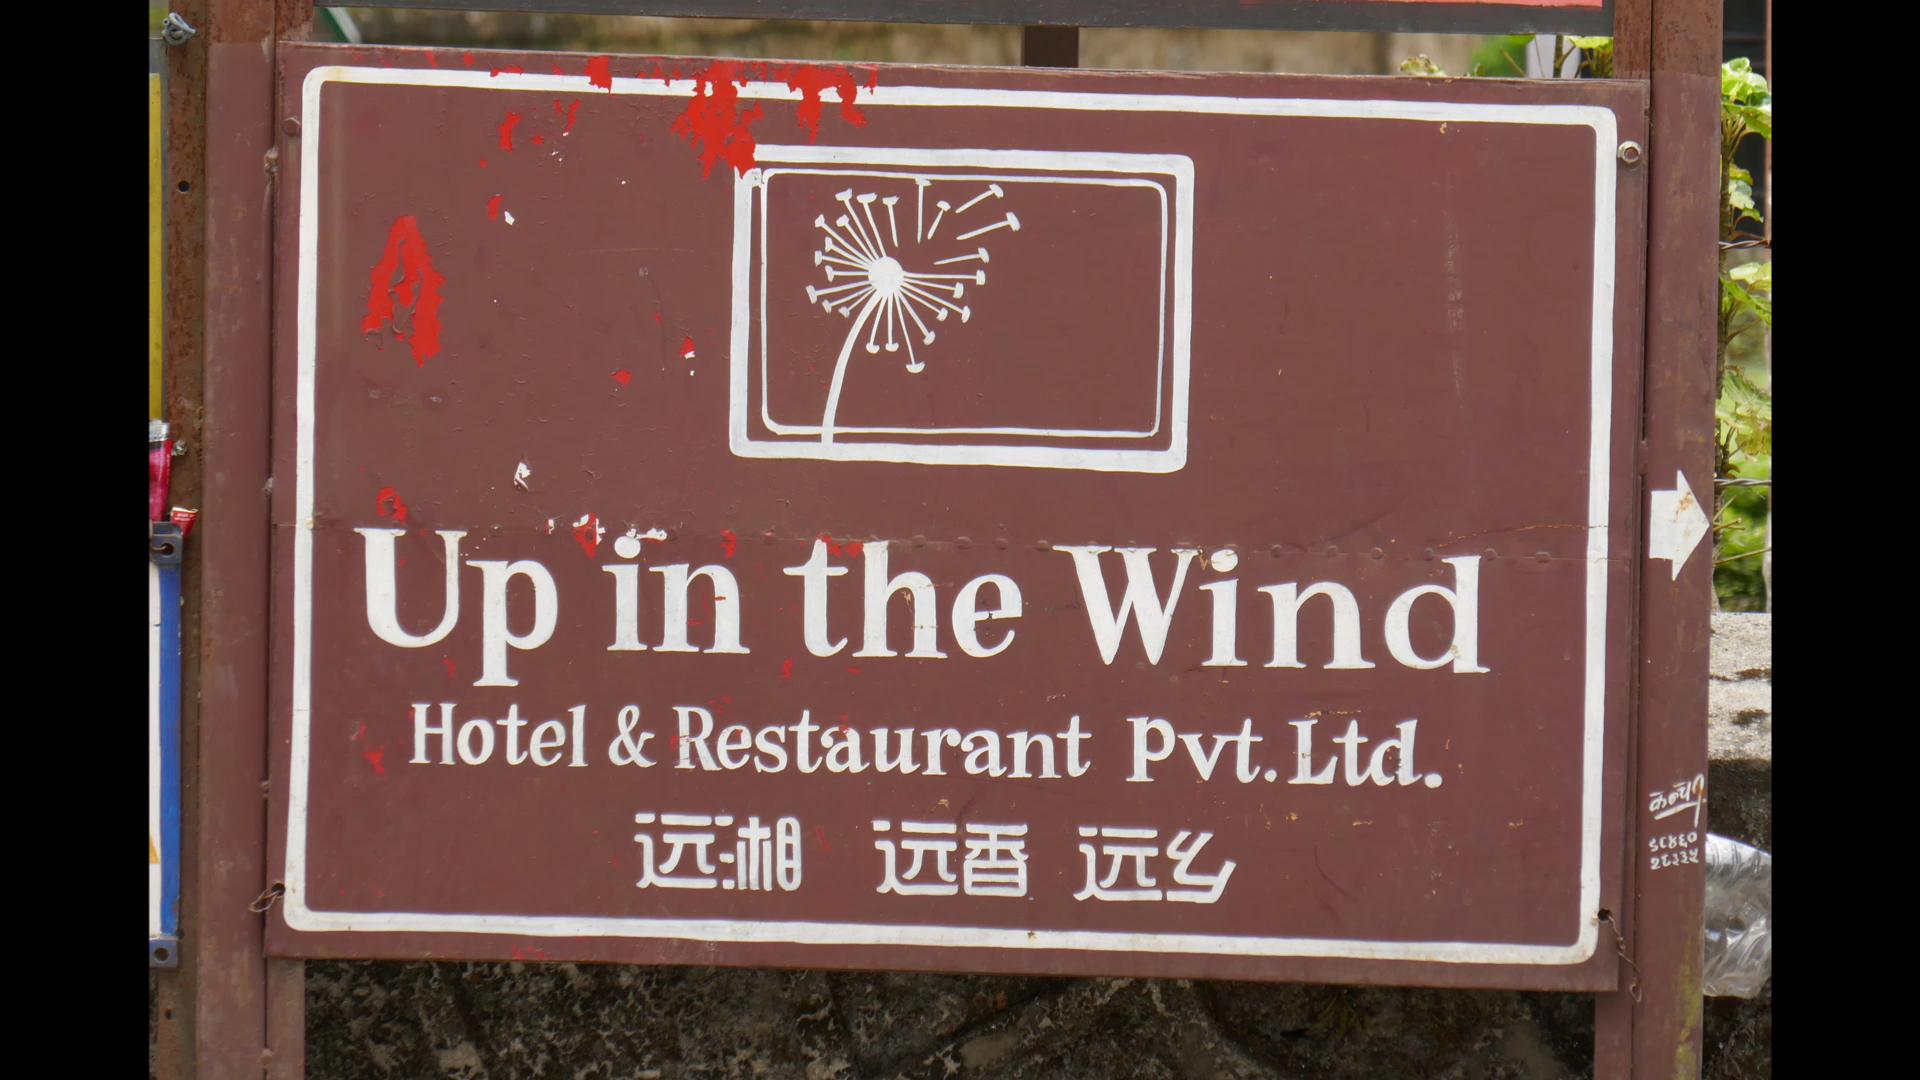 Up in the Wind
Hotel & Restaurant Pvt. Ltd.
远湘 远香 远乡